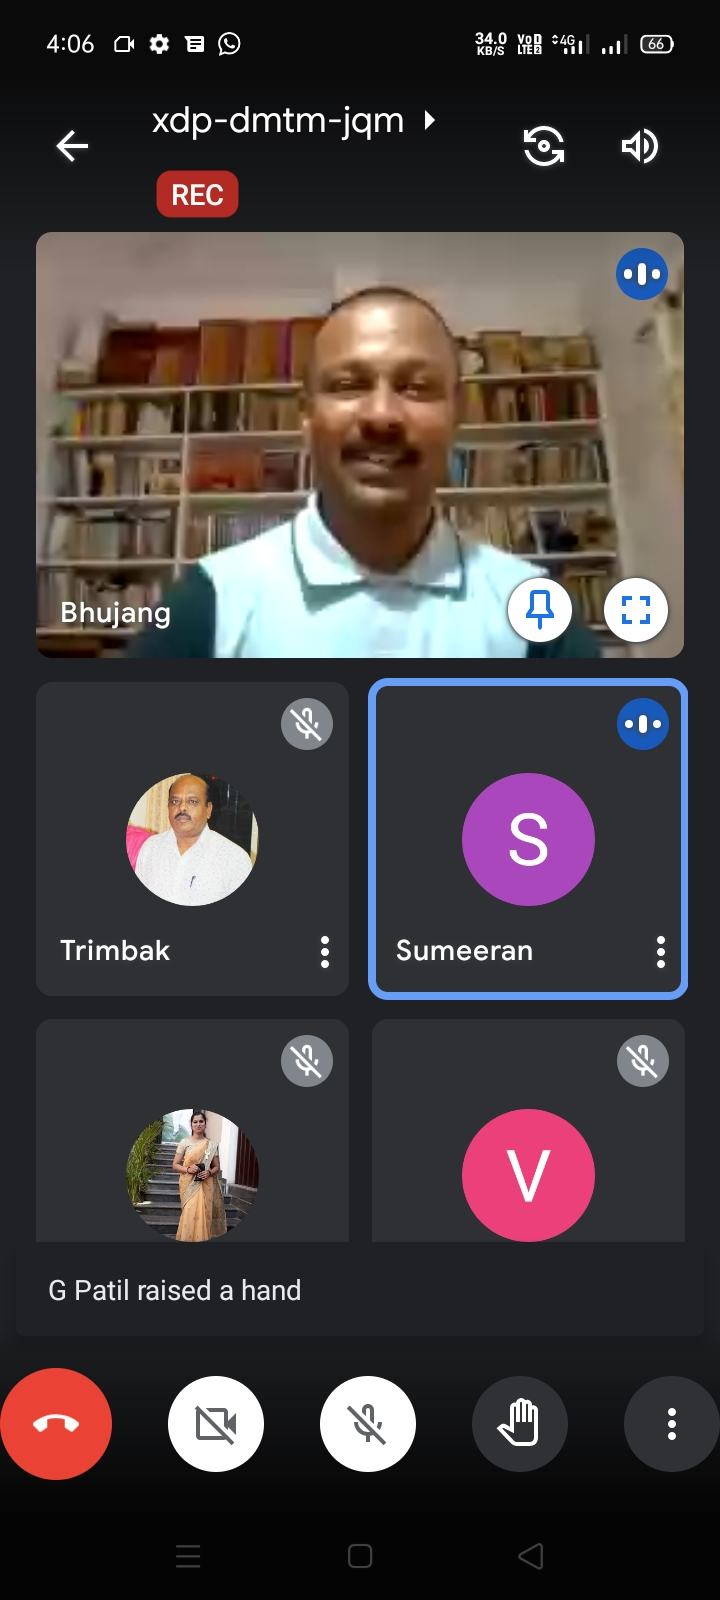 4:06
34.0
KB/S
VoD
LTE2
4G
66
xdp-dmtm-jqm
REC
Bhujang
S
Trimbak
Sumeeran
V
G Patil raised a hand